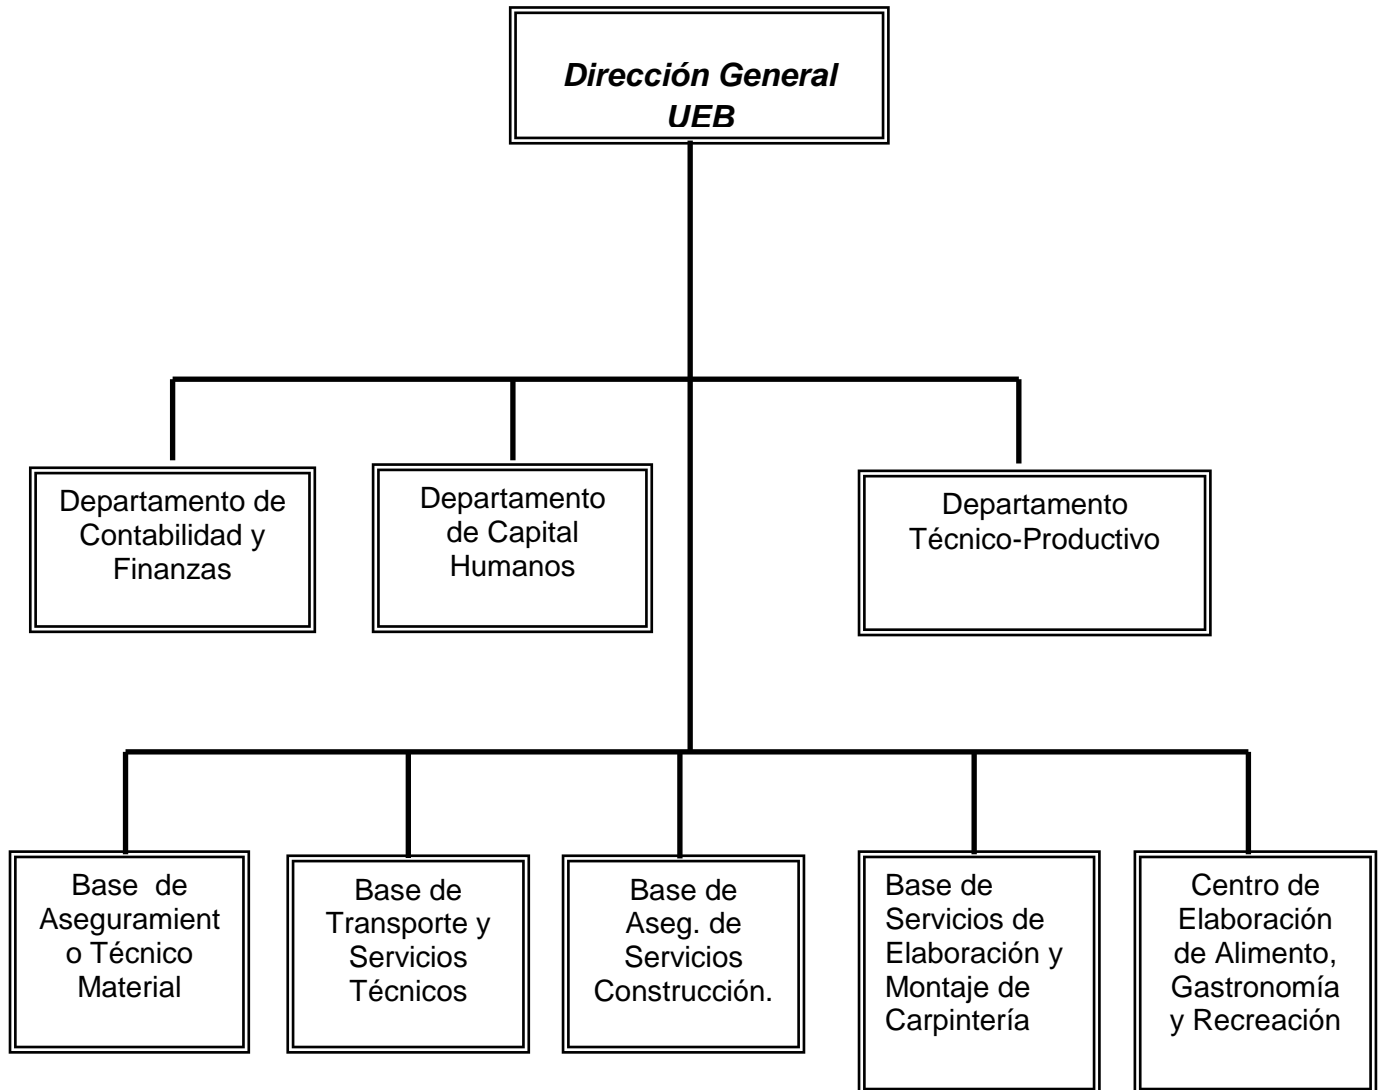 Dirección General
UEB
Departamento de
Contabilidad y
Finanzas
Departamento
de Capital
Humanos
Departamento
Técnico-Productivo
Base de
Aseguramient
o Técnico
Material
Base de
Transporte y
Servicios
Técnicos
Base de
Aseg. de
Servicios
Construcción.
Base de
Servicios de
Elaboración y
Montaje de
Carpintería
Centro de
Elaboración
de Alimento,
Gastronomía
y Recreación